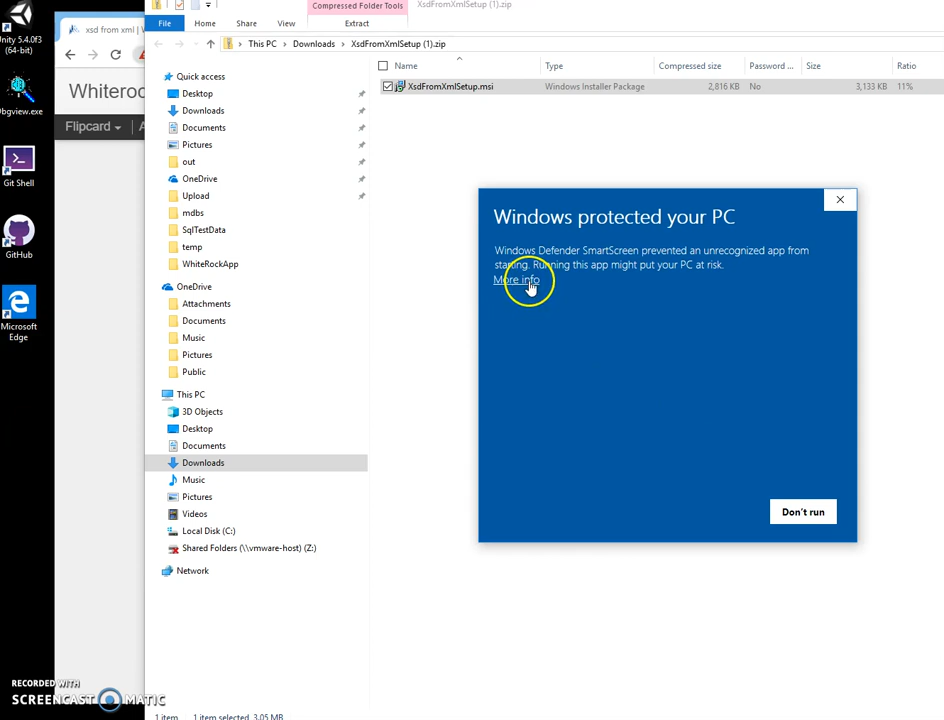 Compressed Folder Tools
XsdFromXmlSetup (1).zip
File
Home
Share
View
Extract
This PC
Downloads
XsdFromXmlSetup (1).zip
Name
Type
Compressed size
Password ...
Size
Ratio
XsdFromXmlSetup.msi
Windows Installer Package
2,816 KB
No
3,133 KB
11%
Unity 5.4.0f3
(64-bit)
Dbgview.exe
Git Shell
GitHub
Microsoft
Edge
xsd from xml |
Whiteroc
Flipcard
Quick access
Desktop
Downloads
Documents
Pictures
out
OneDrive
Upload
mdbs
SqlTestData
temp
WhiteRockApp
OneDrive
Attachments
Documents
Music
Pictures
Public
This PC
3D Objects
Desktop
Documents
Downloads
Music
Pictures
Videos
Local Disk (C:)
Shared Folders (\\vmware-host) (Z:)
Network
Windows protected your PC
Windows Defender SmartScreen prevented an unrecognized app from
starting. Running this app might put your PC at risk.
More info
Don't run
1 item
1 item selected 3.05 MB
RECORDED WITH
SCREENCAST MATIC